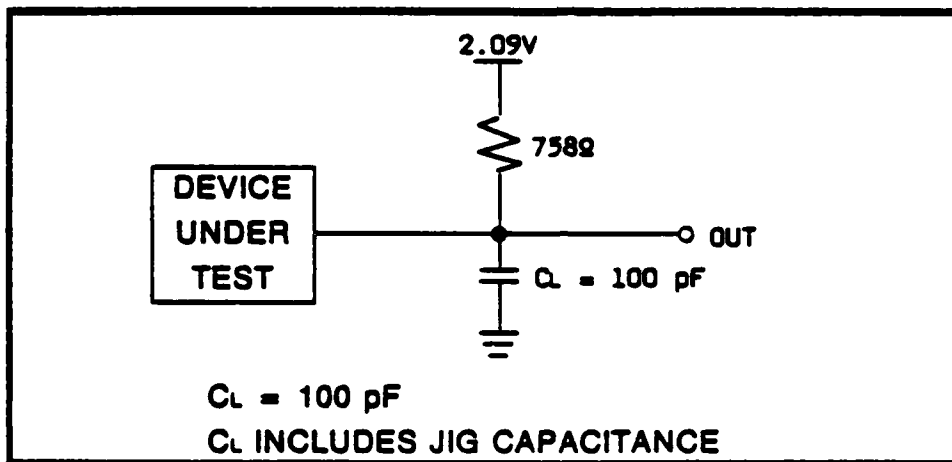 2.09V
758Ω
DEVICE
UNDER
TEST
OUT
CL = 100 pF
CL = 100 pF
CL INCLUDES JIG CAPACITANCE